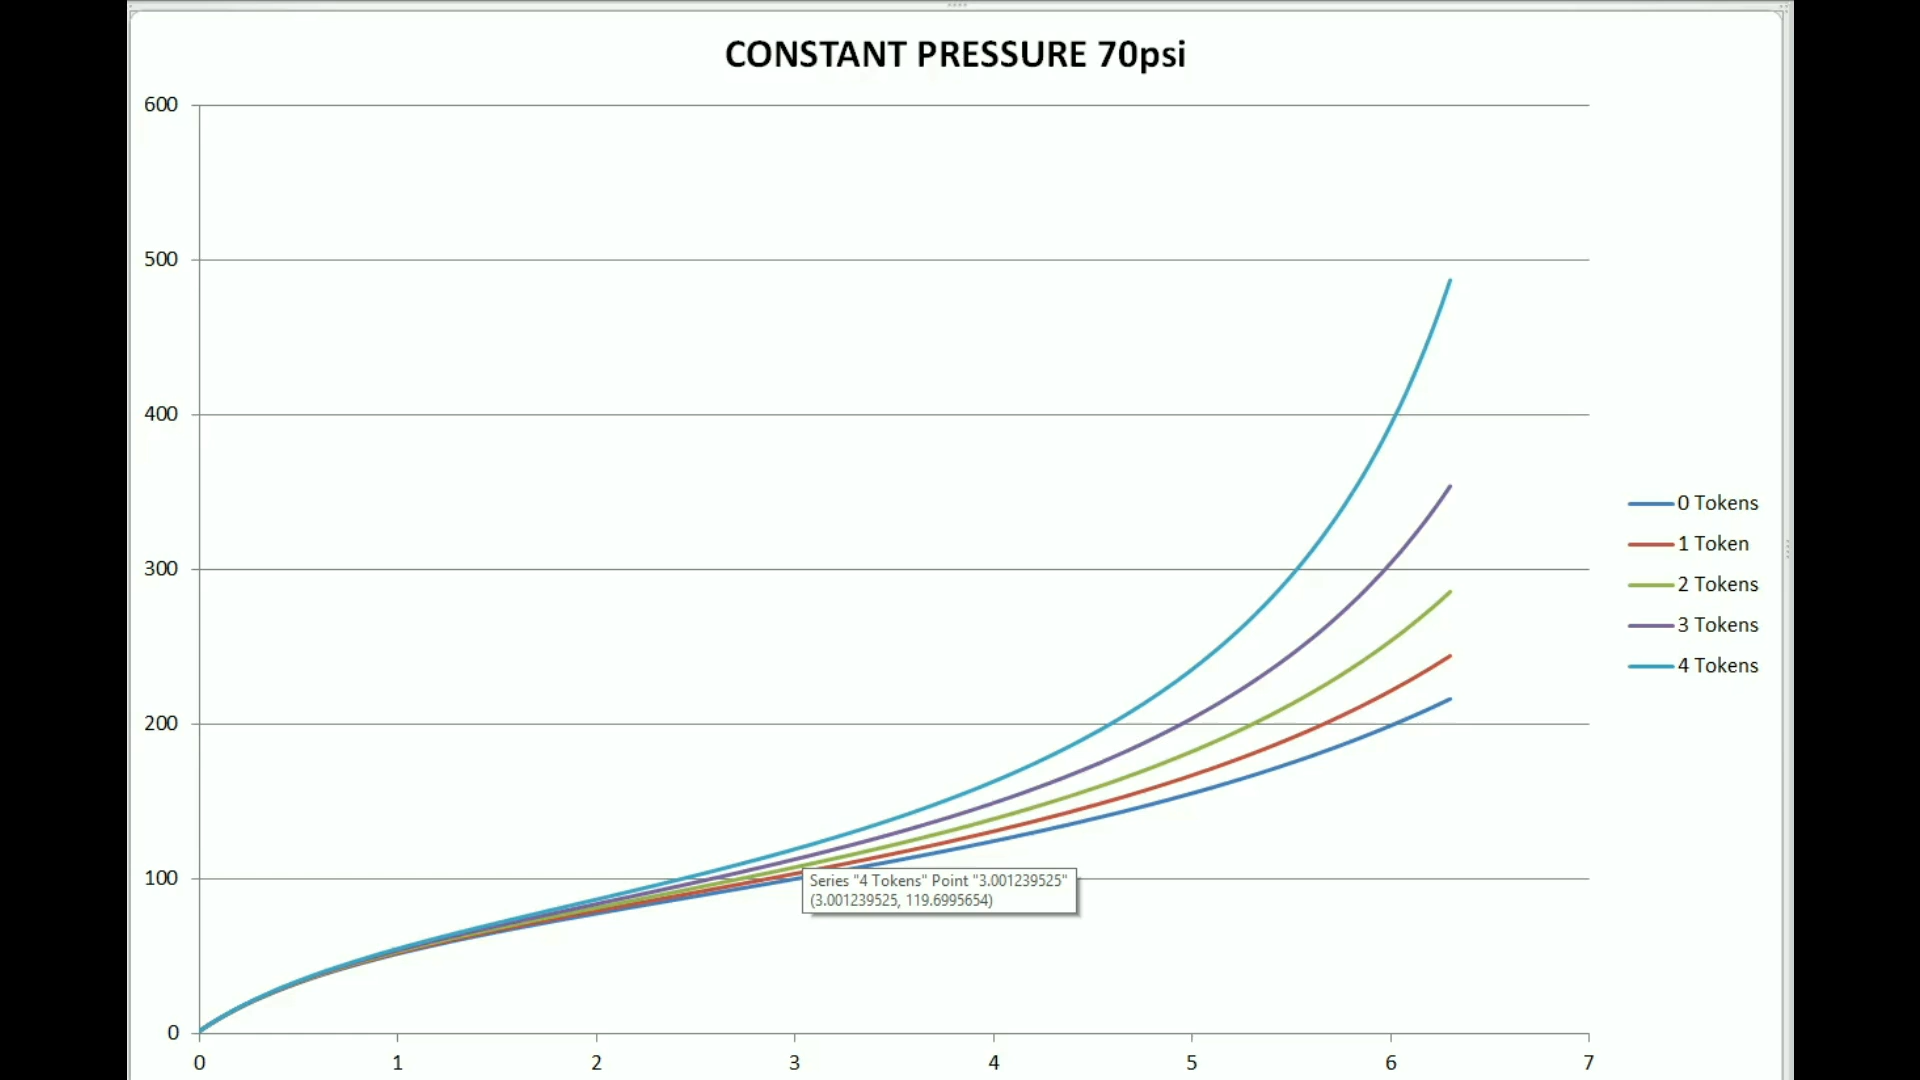 CONSTANT PRESSURE 70psi
600
500
400
300
200
100
0
0 1 2 3 4 5 6 7
0 Tokens
1 Token
2 Tokens
3 Tokens
4 Tokens
Series "4 Tokens" Point "3.001239525"
(3.001239525, 119.6995654)